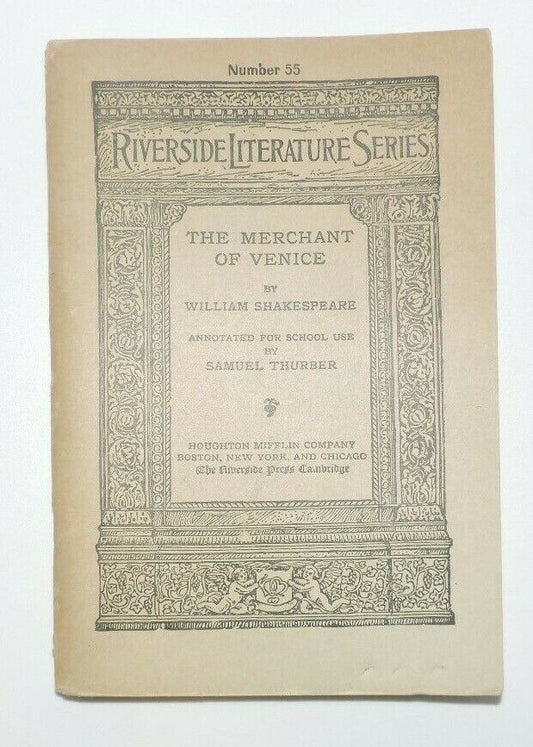 Number 55
RIVERSIDE LITERATURE SERIES
THE MERCHANT
OF VENICE
BY
WILLIAM SHAKESPEARE
ANNOTATED FOR SCHOOL USE
BY
SAMUEL THURBER
HOUGHTON MIFFLIN COMPANY
BOSTON, NEW YORK, AND CHICAGO
The Riverside Press Cambridge